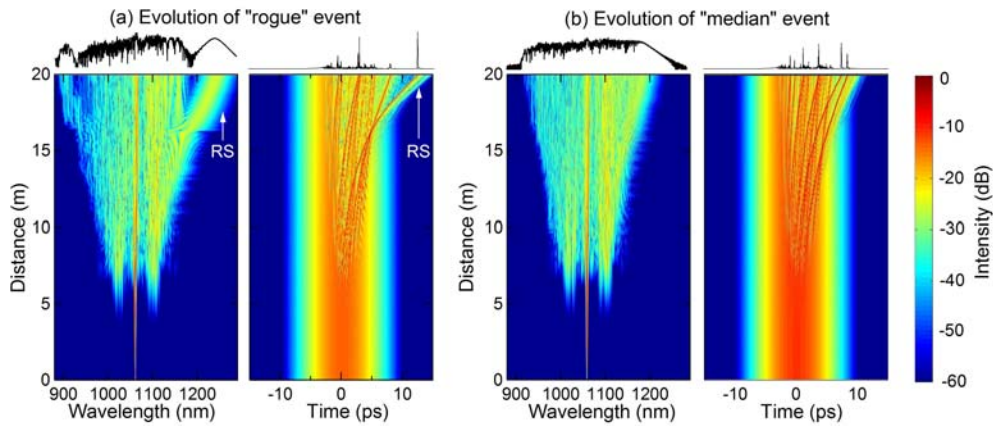 (a) Evolution of "rogue" event
(b) Evolution of "median" event
20
15
10
5
0
Distance (m)
RS
RS
900 1000 1100 1200
Wavelength (nm)
-10 0 10
Time (ps)
20
15
10
5
0
Distance (m)
900 1000 1100 1200
Wavelength (nm)
-10 0 10
Time (ps)
0
-10
-20
-30
-40
-50
-60
Intensity (dB)